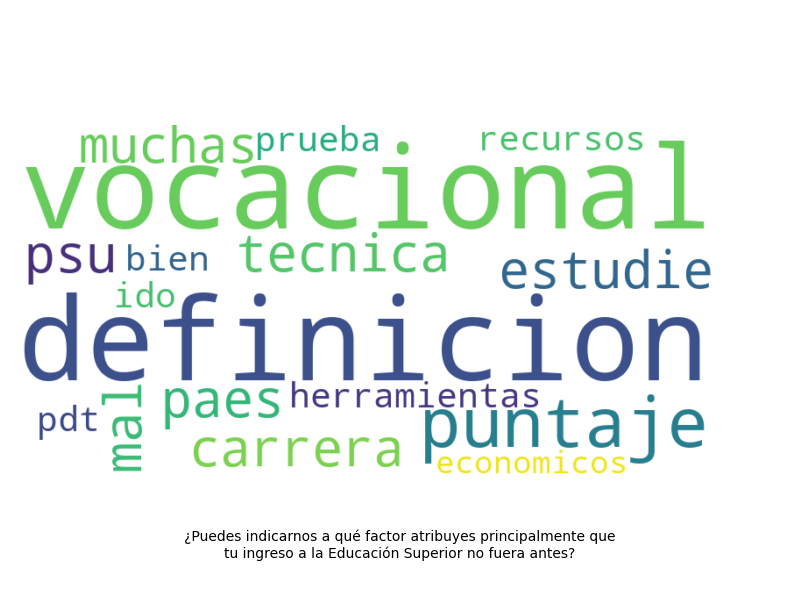 muchas prueba recursos
vocacional
psu bien tecnica estudie
ido
definicion
pdt mal paes herramientas puntaje
carrera economicos
¿Puedes indicarnos a qué factor atribuyes principalmente que
tu ingreso a la Educación Superior no fuera antes?